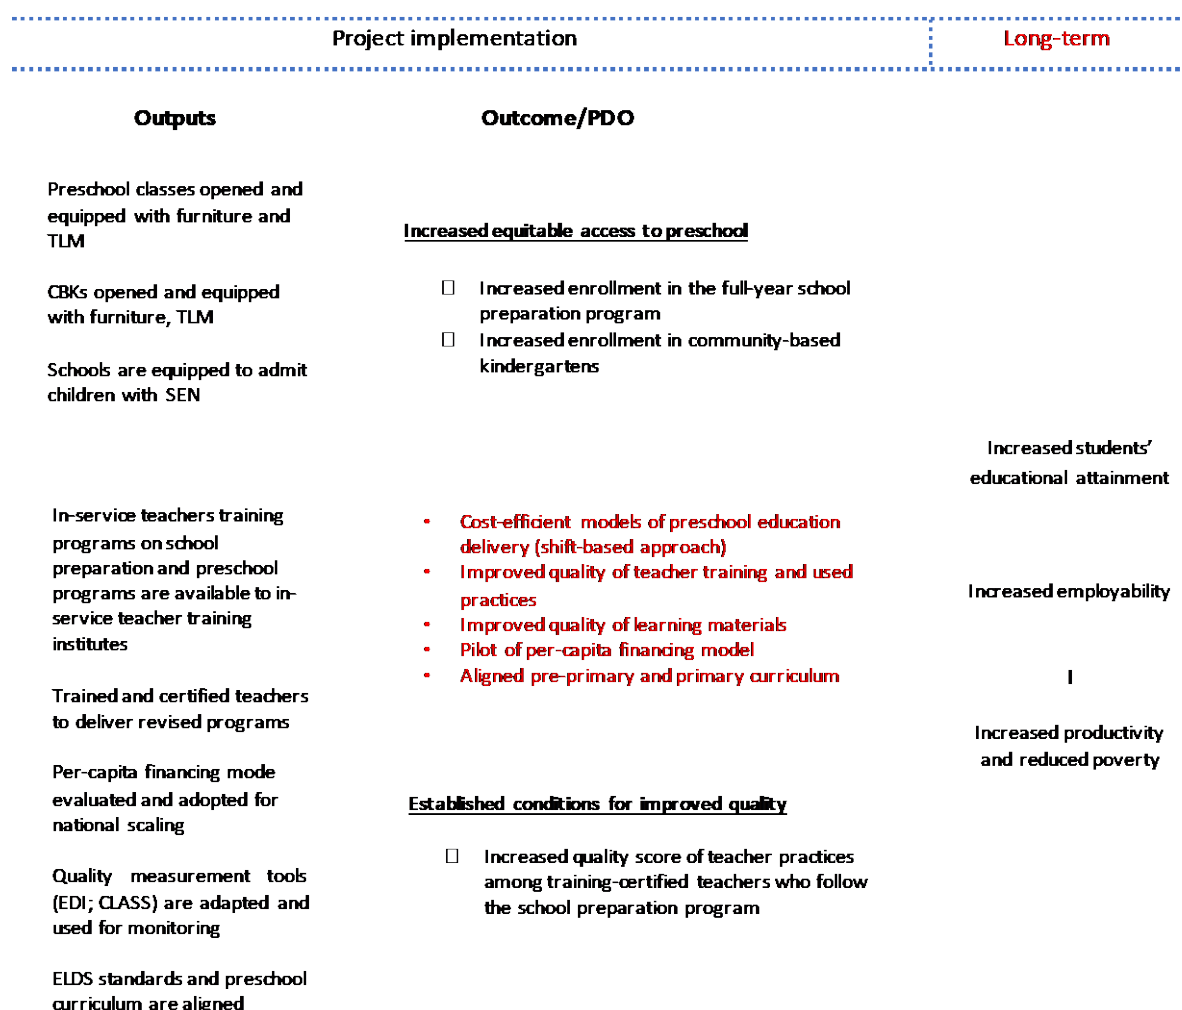 Project implementation
Long-term
Outputs
Outcome/PDO
Preschool classes opened and
equipped with furniture and
TLM
CBKs opened and equipped
with furniture, TLM
Schools are equipped to admit
children with SEN
In-service teachers training
programs on school
preparation and preschool
programs are available to in-
service teacher training
institutes
Trained and certified teachers
to deliver revised programs
Per-capita financing mode
evaluated and adopted for
national scaling
Quality measurement tools
(EDI; CLASS) are adapted and
used for monitoring
ELDS standards and preschool
curriculum are aligned
Increased equitable access to preschool
Increased enrollment in the full-year school
preparation program
Increased enrollment in community-based
kindergartens
• Cost-efficient models of preschool education
delivery (shift-based approach)
• Improved quality of teacher training and used
practices
• Improved quality of learning materials
• Pilot of per-capita financing model
• Aligned pre-primary and primary curriculum
Established conditions for improved quality
Increased quality score of teacher practices
among training-certified teachers who follow
the school preparation program
Increased students’
educational attainment
Increased employability
I
Increased productivity
and reduced poverty